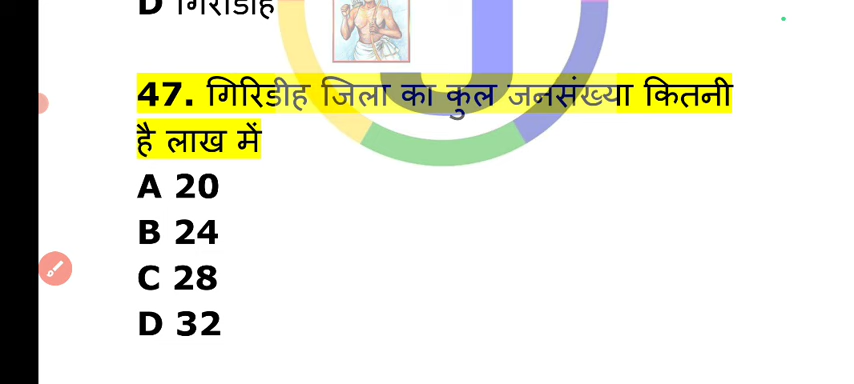 D गिरिडीह
47. गिरिडीह जिला का कुल जनसंख्या कितनी
है लाख में
A 20
B 24
C 28
D 32